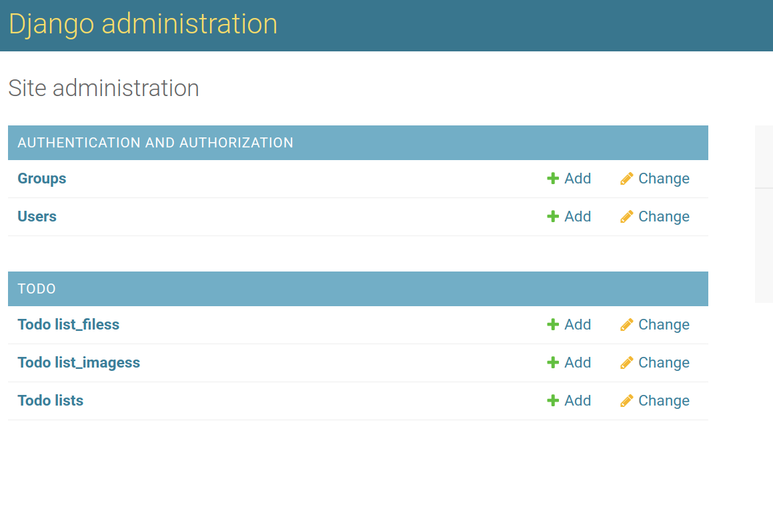 Django administration
Site administration
AUTHENTICATION AND AUTHORIZATION
Groups Add Change
Users Add Change
TODO
Todo list_filess Add Change
Todo list_imagess Add Change
Todo lists Add Change